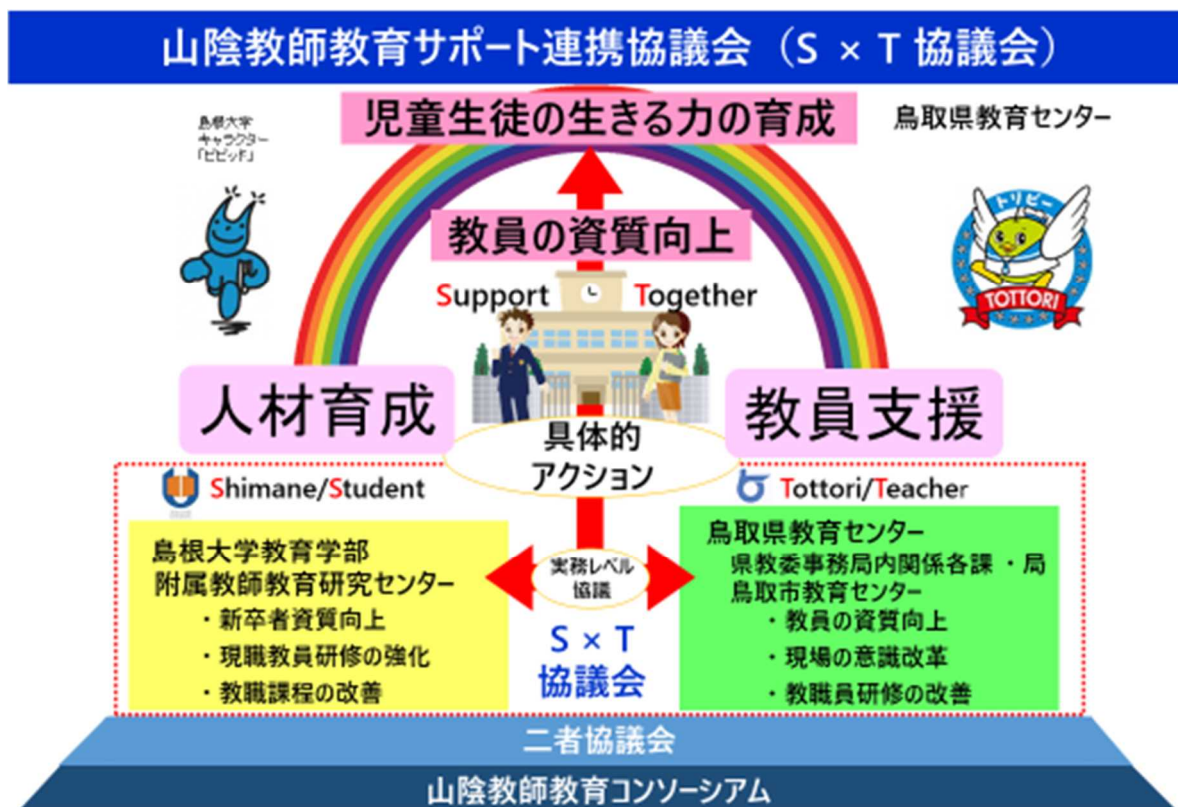 山陰教師教育サポート連携協議会（S × T 協議会）
児童生徒の生きる力の育成
島根大学
キャラクター
「ビビッド」
鳥取県教育センター
トリピー
TOTTORI
教員の資質向上
Support Together
人材育成
教員支援
具体的
アクション
Shimane/Student
島根大学教育学部
附属教師教育研究センター
・新卒者資質向上
・現職教員研修の強化
・教職課程の改善
実務レベル
協議
S × T
協議会
Tottori/Teacher
鳥取県教育センター
県教委事務局内関係各課・局
鳥取市教育センター
・教員の資質向上
・現場の意識改革
・教職員研修の改善
二者協議会
山陰教師教育コンソーシアム